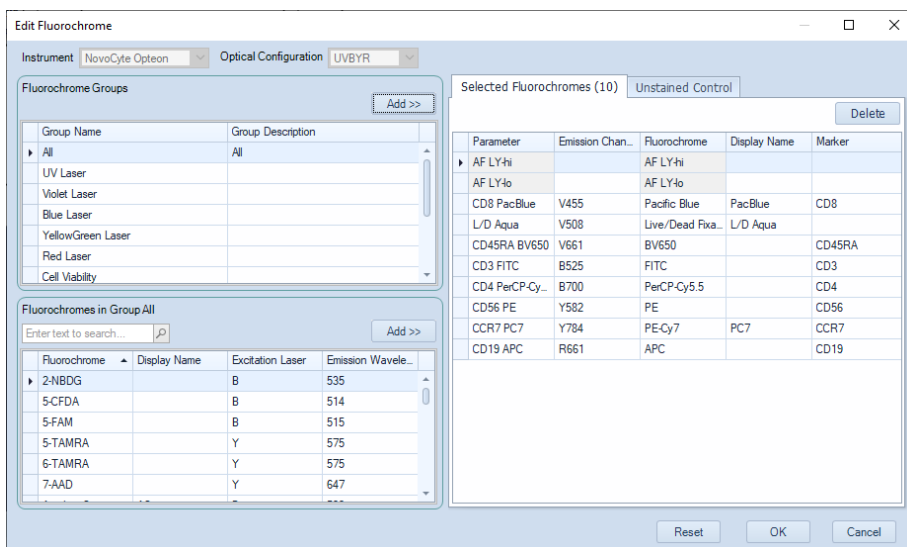 Edit Fluorochrome
Instrument NovoCyte Opteon Optical Configuration UVBYR
Fluorochrome Groups
Add >>
Group Name Group Description
All All
UV Laser
Violet Laser
Blue Laser
YellowGreen Laser
Red Laser
Cell Viability
Fluorochromes in Group All
Enter text to search... Add >>
Fluorochrome Display Name Excitation Laser Emission Wavele...
2-NBDG B 535
5-CFDA B 514
5-FAM B 515
5-TAMRA Y 575
6-TAMRA Y 575
7-AAD Y 647
Selected Fluorochromes (10) Unstained Control
Delete
Parameter Emission Chan... Fluorochrome Display Name Marker
AF LY-hi AF LY-hi
AF LY-lo AF LY-lo
CD8 PacBlue V455 Pacific Blue PacBlue CD8
L/D Aqua V508 Live/Dead Fixa... L/D Aqua
CD45RA BV650 V661 BV650 CD45RA
CD3 FITC B525 FITC CD3
CD4 PerCP-Cy... B700 PerCP-Cy5.5 CD4
CD56 PE Y582 PE CD56
CCR7 PC7 Y784 PE-Cy7 PC7 CCR7
CD19 APC R661 APC CD19
Reset OK Cancel